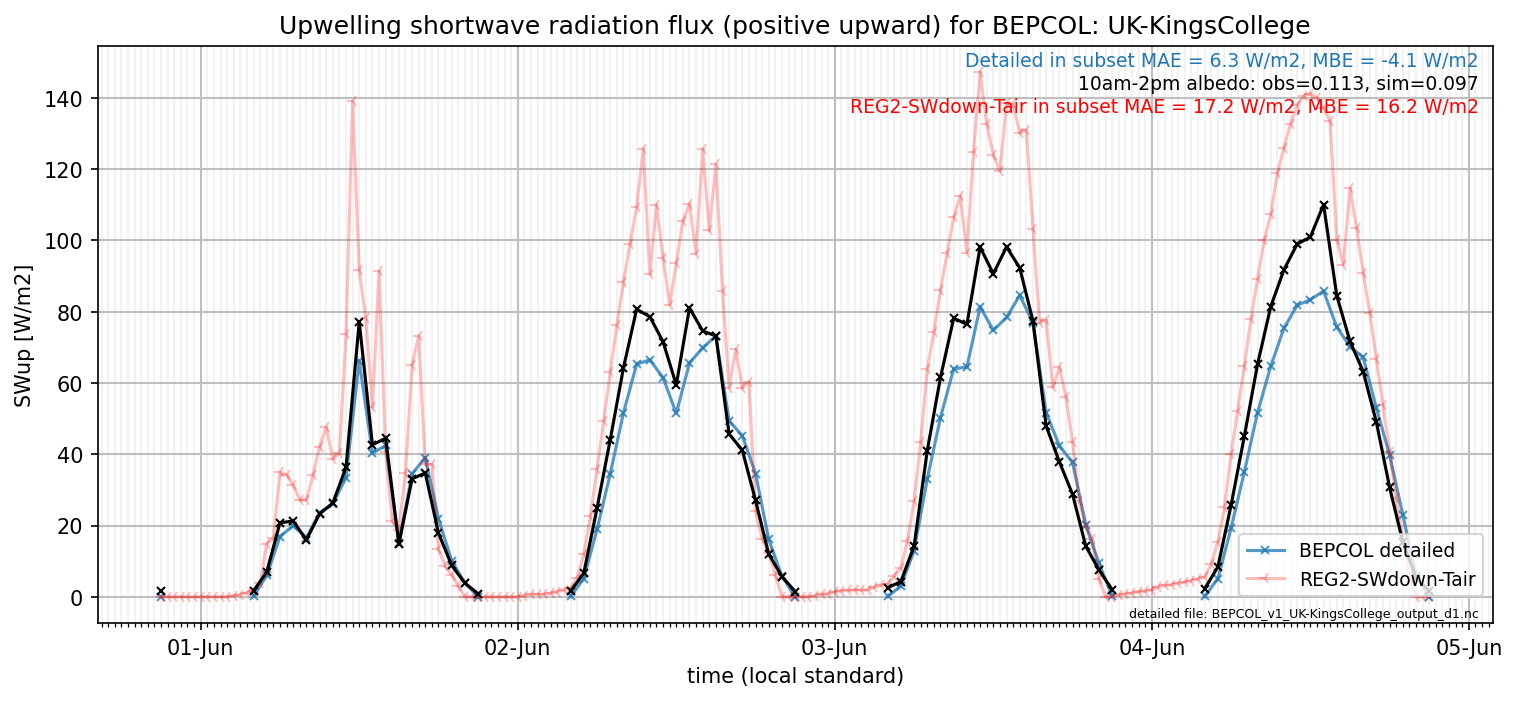 Upwelling shortwave radiation flux (positive upward) for BEPCOL: UK-KingsCollege
Detailed in subset MAE = 6.3 W/m2, MBE = -4.1 W/m2
10am-2pm albedo: obs=0.113, sim=0.097
REG2-SWdown-Tair in subset MAE = 17.2 W/m2, MBE = 16.2 W/m2
SWup [W/m2]
140
120
100
80
60
40
20
0
BEPCOL detailed
REG2-SWdown-Tair
detailed file: BEPCOL_v1_UK-KingsCollege_output_d1.nc
01-Jun 02-Jun 03-Jun 04-Jun 05-Jun
time (local standard)